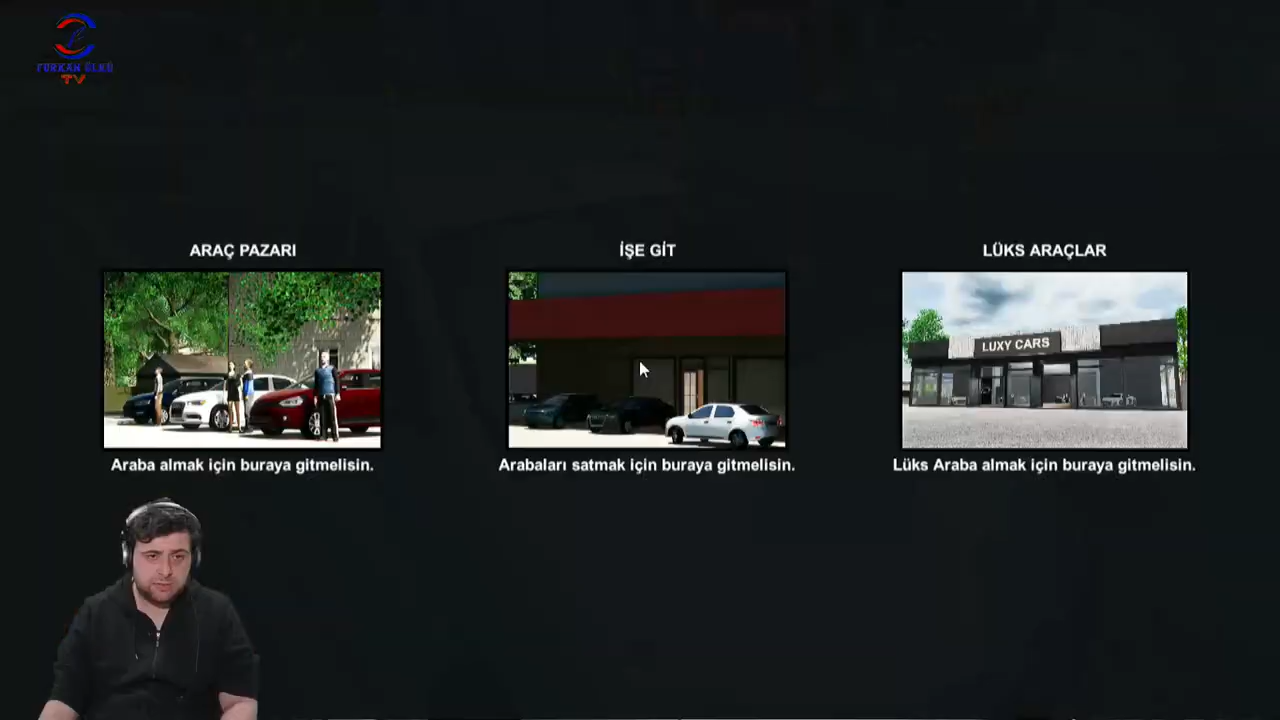 FURKAN ÜLKÜ
TV
ARAÇ PAZARI
İŞE GİT
LÜKS ARAÇLAR
LUXY CARS
Araba almak için buraya gitmelisin.
Arabaları satmak için buraya gitmelisin.
Lüks Araba almak için buraya gitmelisin.